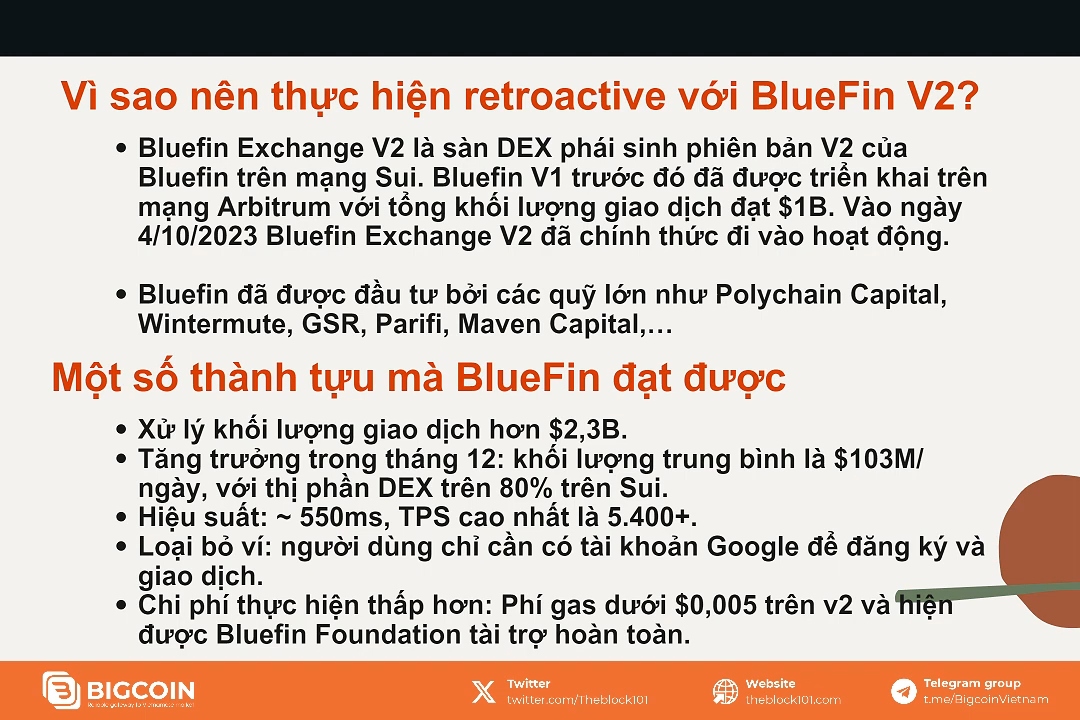 Vì sao nên thực hiện retroactive với BlueFin V2?
• Bluefin Exchange V2 là sàn DEX phái sinh phiên bản V2 của
Bluefin trên mạng Sui. Bluefin V1 trước đó đã được triển khai trên
mạng Arbitrum với tổng khối lượng giao dịch đạt $1B. Vào ngày
4/10/2023 Bluefin Exchange V2 đã chính thức đi vào hoạt động.
• Bluefin đã được đầu tư bởi các quỹ lớn như Polychain Capital,
Wintermute, GSR, Parifi, Maven Capital,...
Một số thành tựu mà BlueFin đạt được
• Xử lý khối lượng giao dịch hơn $2,3B.
• Tăng trưởng trong tháng 12: khối lượng trung bình là $103M/
ngày, với thị phần DEX trên 80% trên Sui.
• Hiệu suất: ~ 550ms, TPS cao nhất là 5.400+.
• Loại bỏ ví: người dùng chỉ cần có tài khoản Google để đăng ký và
giao dịch.
• Chi phí thực hiện thấp hơn: Phí gas dưới $0,005 trên v2 và hiện
được Bluefin Foundation tài trợ hoàn toàn.
BIGCOIN
Reliable gateway to Vietnamese market
Twitter
twitter.com/Theblock101
Website
theblock101.com
Telegram group
t.me/BigcoinVietnam